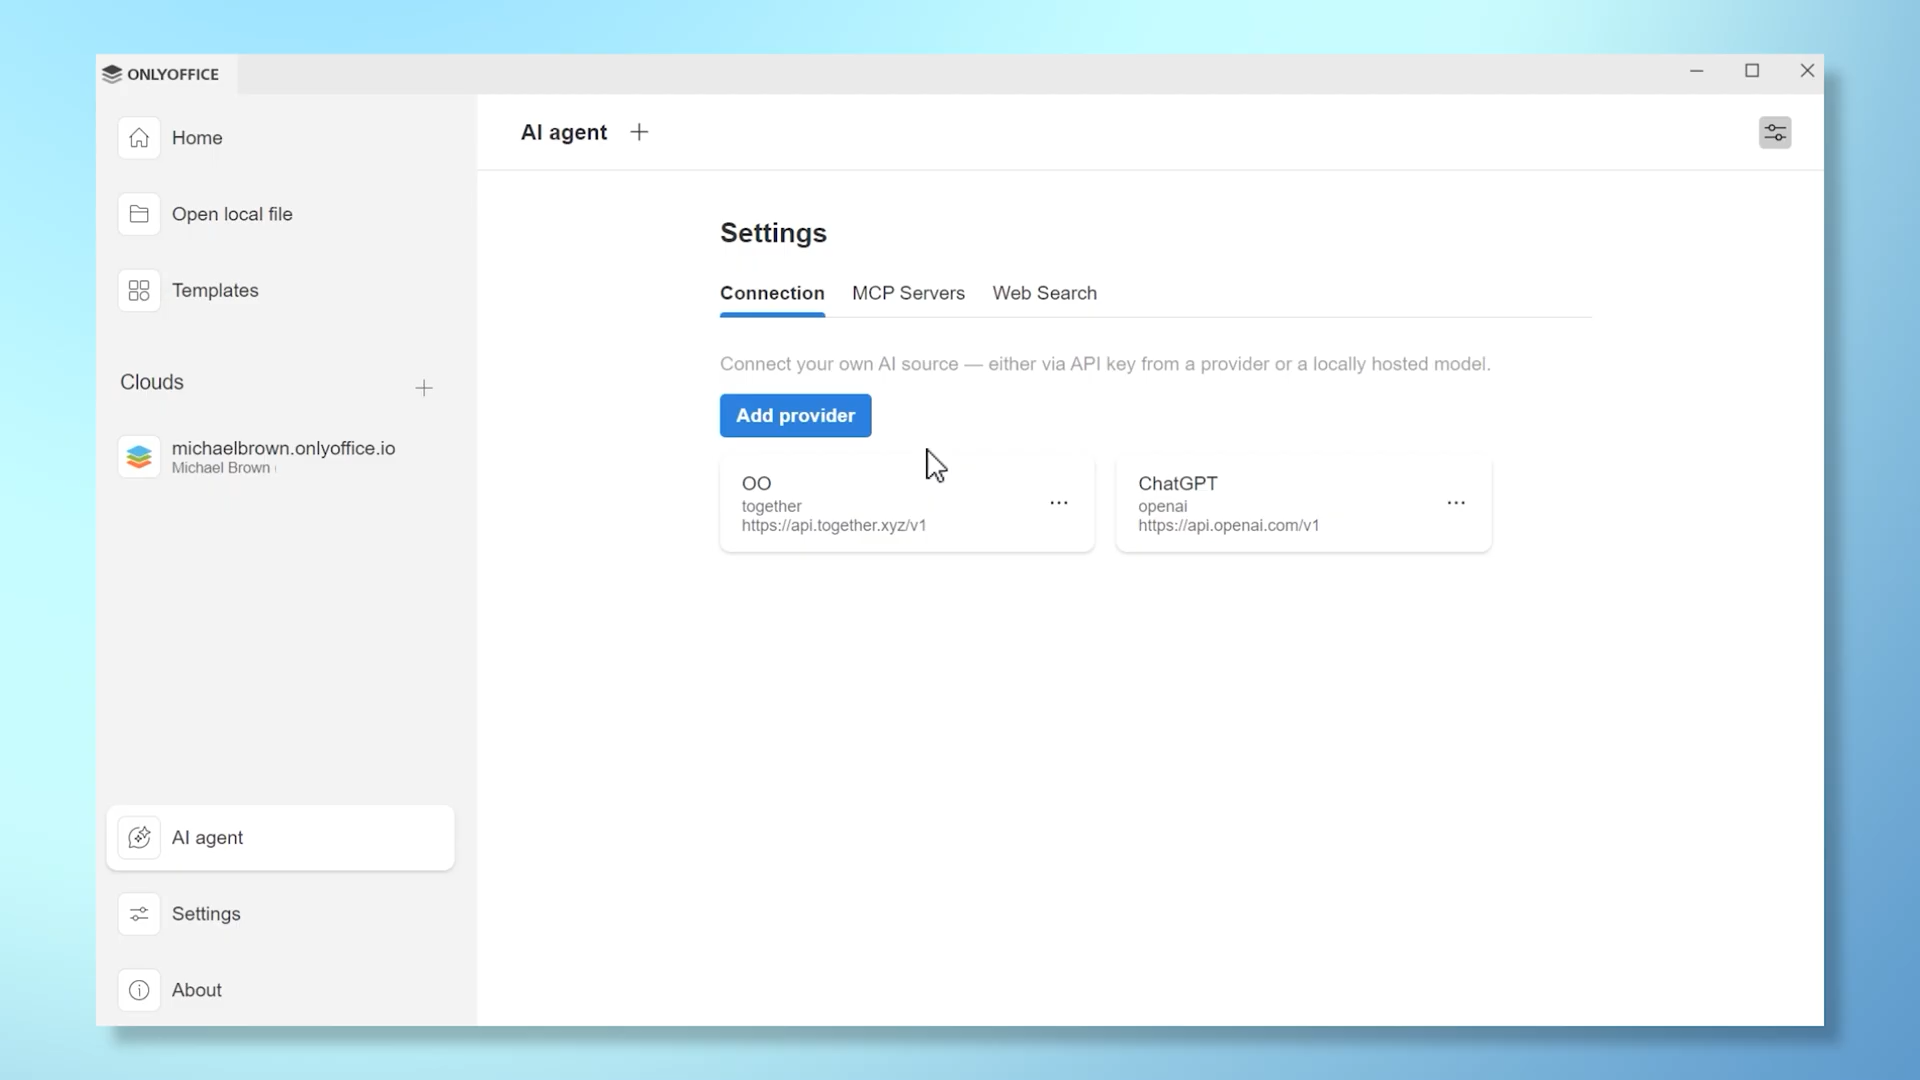 ONLYOFFICE
Home
Open local file
Templates
Clouds
michaelbrown.onlyoffice.io
Michael Brown
AI agent
Settings
About
AI agent
Settings
Connection MCP Servers Web Search
Connect your own AI source — either via API key from a provider or a locally hosted model.
Add provider
OO
together
https://api.together.xyz/v1
ChatGPT
openai
https://api.openai.com/v1